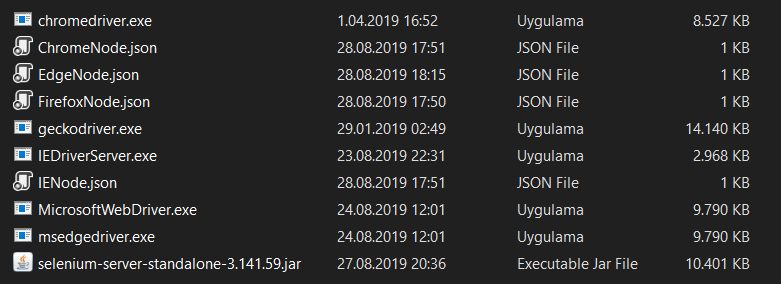 chromedriver.exe 1.04.2019 16:52 Uygulama 8.527 KB
ChromeNode.json 28.08.2019 17:51 JSON File 1 KB
EdgeNode.json 28.08.2019 18:15 JSON File 1 KB
FirefoxNode.json 28.08.2019 17:50 JSON File 1 KB
geckodriver.exe 29.01.2019 02:49 Uygulama 14.140 KB
IEDriverServer.exe 23.08.2019 22:31 Uygulama 2.968 KB
IENode.json 28.08.2019 17:51 JSON File 1 KB
MicrosoftWebDriver.exe 24.08.2019 12:01 Uygulama 9.790 KB
msedgedriver.exe 24.08.2019 12:01 Uygulama 9.790 KB
selenium-server-standalone-3.141.59.jar 27.08.2019 20:36 Executable Jar File 10.401 KB